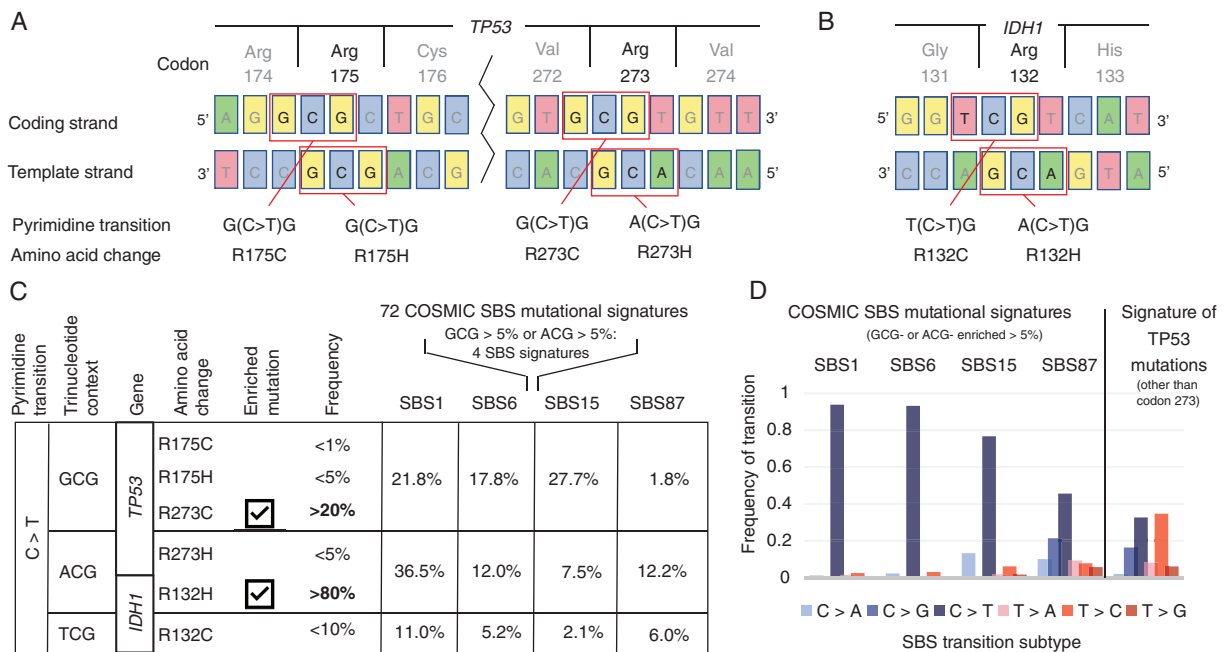 A
TP53
Arg Arg Cys Val Arg Val
Codon 174 175 176 272 273 274
Coding strand 5’ A G G C G C T G C G T G C G T G T T 3’
Template strand 3’ T C C G C G A C G C A C G C A C A A 5’
Pyrimidine transition G(C>T)G G(C>T)G G(C>T)G A(C>T)G
Amino acid change R175C R175H R273C R273H
B
IDH1
Gly Arg His
131 132 133
5’ G G T C G T C A T 3’
3’ C C A G C A G T A 5’
T(C>T)G A(C>T)G
R132C R132H
C
72 COSMIC SBS mutational signatures
GCG > 5% or ACG > 5%:
4 SBS signatures
Pyrimidine transition
Trinucleotide context
Gene
Amino acid change
Enriched mutation
Frequency
SBS1 SBS6 SBS15 SBS87
C > T
GCG
TP53
R175C <1%
R175H <5% 21.8% 17.8% 27.7% 1.8%
R273C >20%
ACG
R273H <5%
36.5% 12.0% 7.5% 12.2%
IDH1
R132H >80%
TCG R132C <10% 11.0% 5.2% 2.1% 6.0%
D
COSMIC SBS mutational signatures
(GCG- or ACG- enriched > 5%)
SBS1 SBS6 SBS15 SBS87
Signature of
TP53
mutations
(other than
codon 273)
Frequency of transition
1
0.8
0.6
0.4
0.2
0
C > A C > G C > T T > A T > C T > G
SBS transition subtype